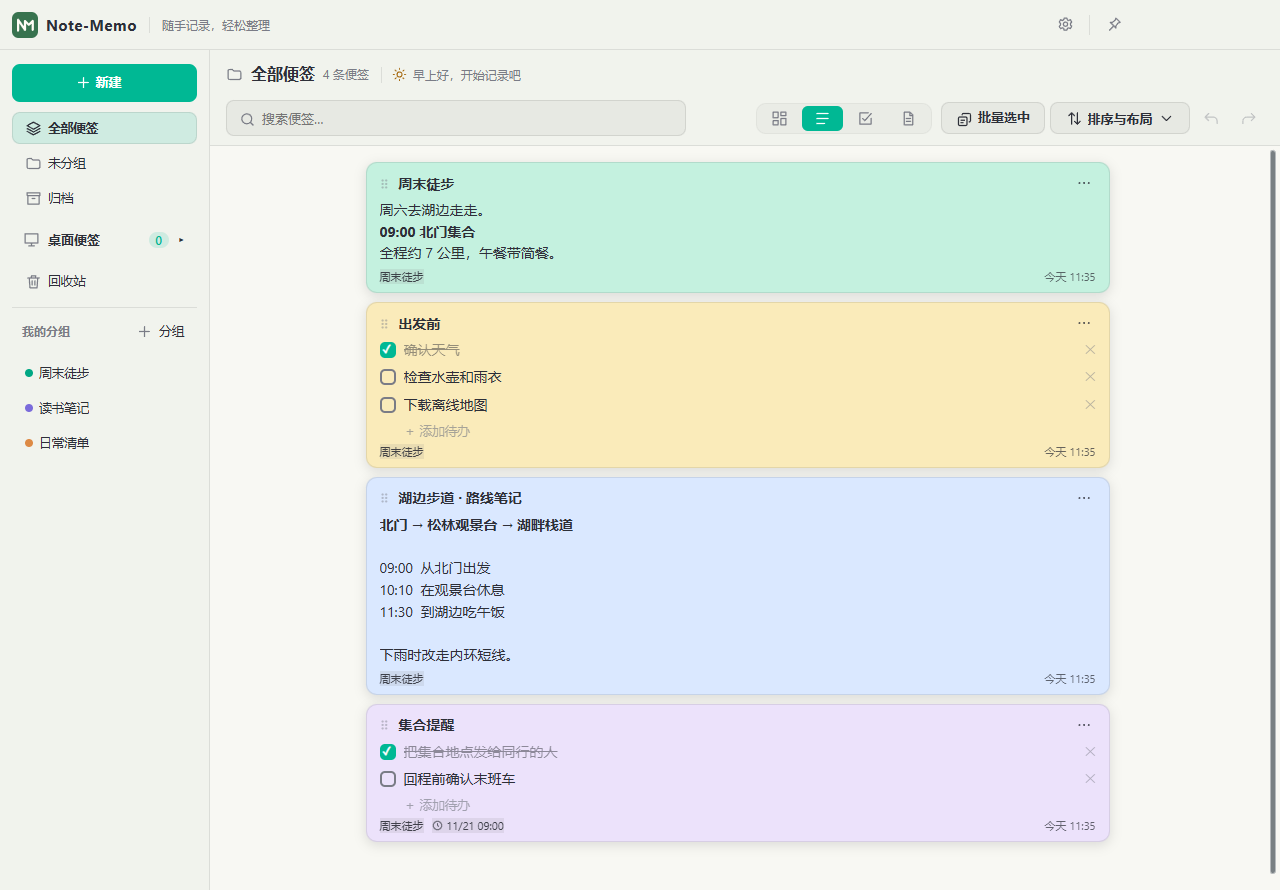 NM Note-Memo 随手记录，轻松整理
新建
全部便签
未分组
归档
桌面便签 0
回收站
我的分组 + 分组
周末徒步
读书笔记
日常清单
全部便签 4 条便签 早上好，开始记录吧
搜索便签...
批量选中 排序与布局
周末徒步
周六去湖边走走。
09:00 北门集合
全程约 7 公里，午餐带简餐。
周末徒步 今天 11:35
出发前
确认天气
检查水壶和雨衣
下载离线地图
+ 添加待办
周末徒步 今天 11:35
湖边步道 · 路线笔记
北门 → 松林观景台 → 湖畔栈道
09:00 从北门出发
10:10 在观景台休息
11:30 到湖边吃午饭
下雨时改走内环短线。
周末徒步 今天 11:35
集合提醒
把集合地点发给同行的人
回程前确认末班车
+ 添加待办
周末徒步 11/21 09:00 今天 11:35